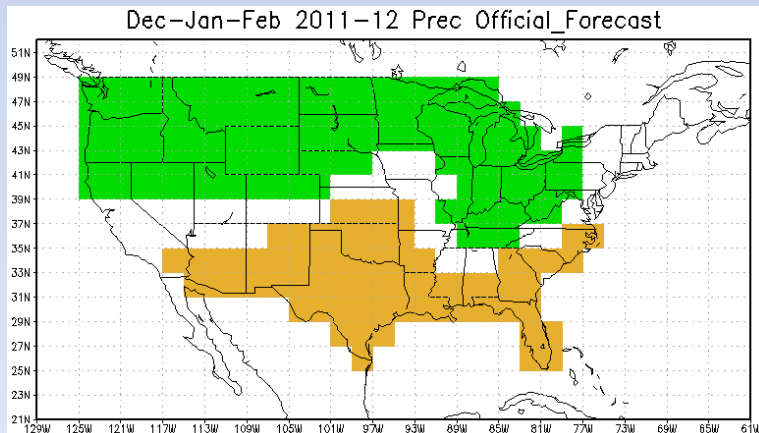 Dec-Jan-Feb 2011-12 Prec Official_Forecast
51N
49N
47N
45N
43N
41N
39N
37N
35N
33N
31N
29N
27N
25N
23N
21N
129W 125W 121W 117W 113W 109W 105W 101W 97W 93W 89W 85W 81W 77W 73W 69W 65W 61W